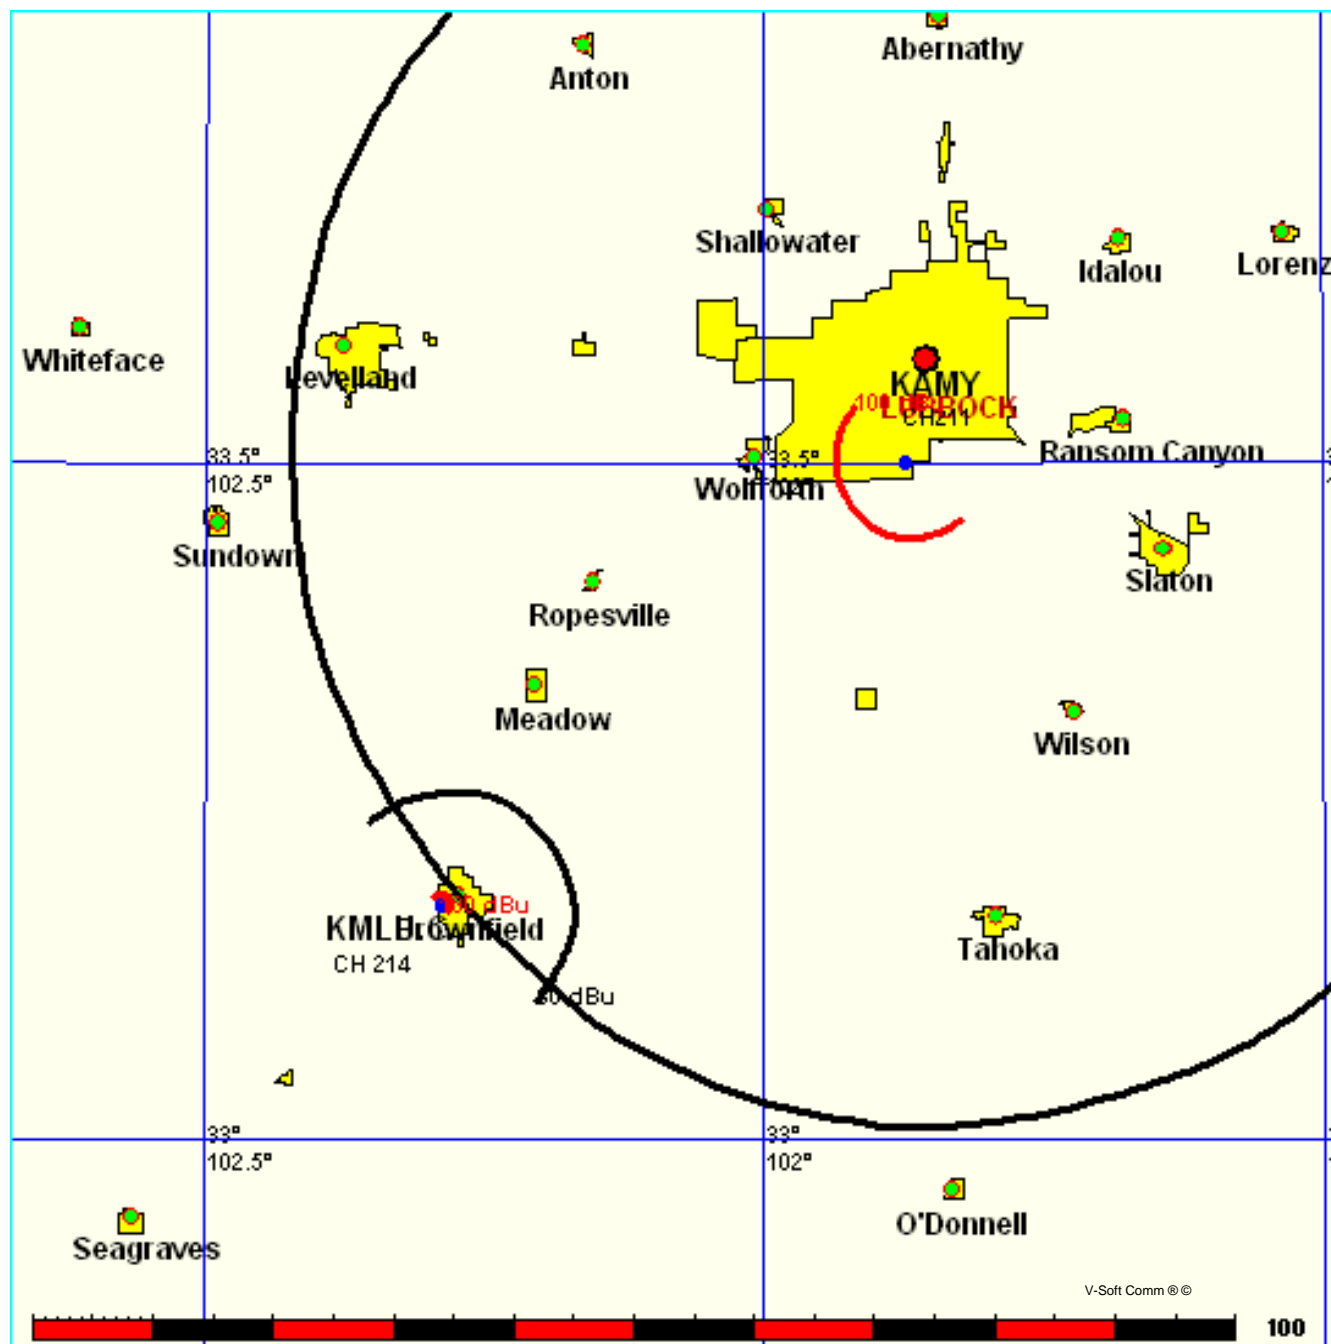 Abernathy
Anton
Shallowater
Idalou
Lorenz
Whiteface
Levelland
KAMY
100
LUBBOCK
CH211
Ransom Canyon
33.5°
33.5°
Wolfforth
102.5°
Sundown
Slaton
Ropesville
Meadow
Wilson
dBu
Brownfield
CH 214
Tahoka
dBu
33°
33°
102.5°
102°
O'Donnell
Seagraves
V-Soft Comm ® ©
100